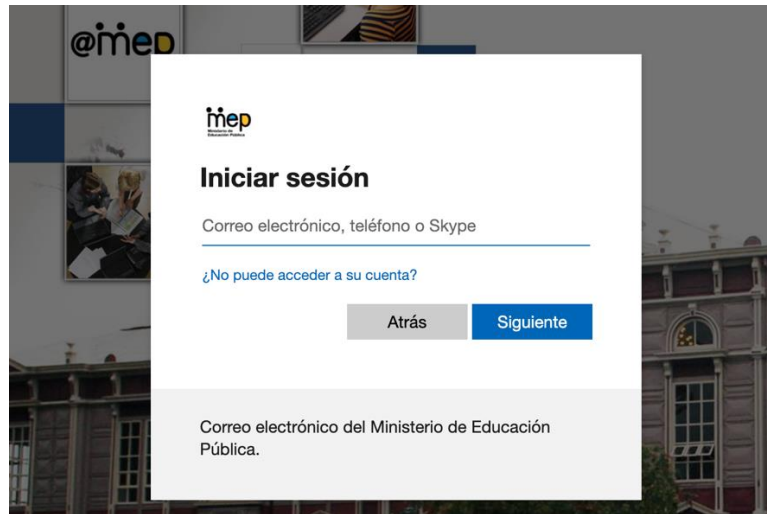 @mep
mep
Ministerio de
Educación Pública
Iniciar sesión
Correo electrónico, teléfono o Skype
¿No puede acceder a su cuenta?
Atrás
Siguiente
Correo electrónico del Ministerio de Educación
Pública.